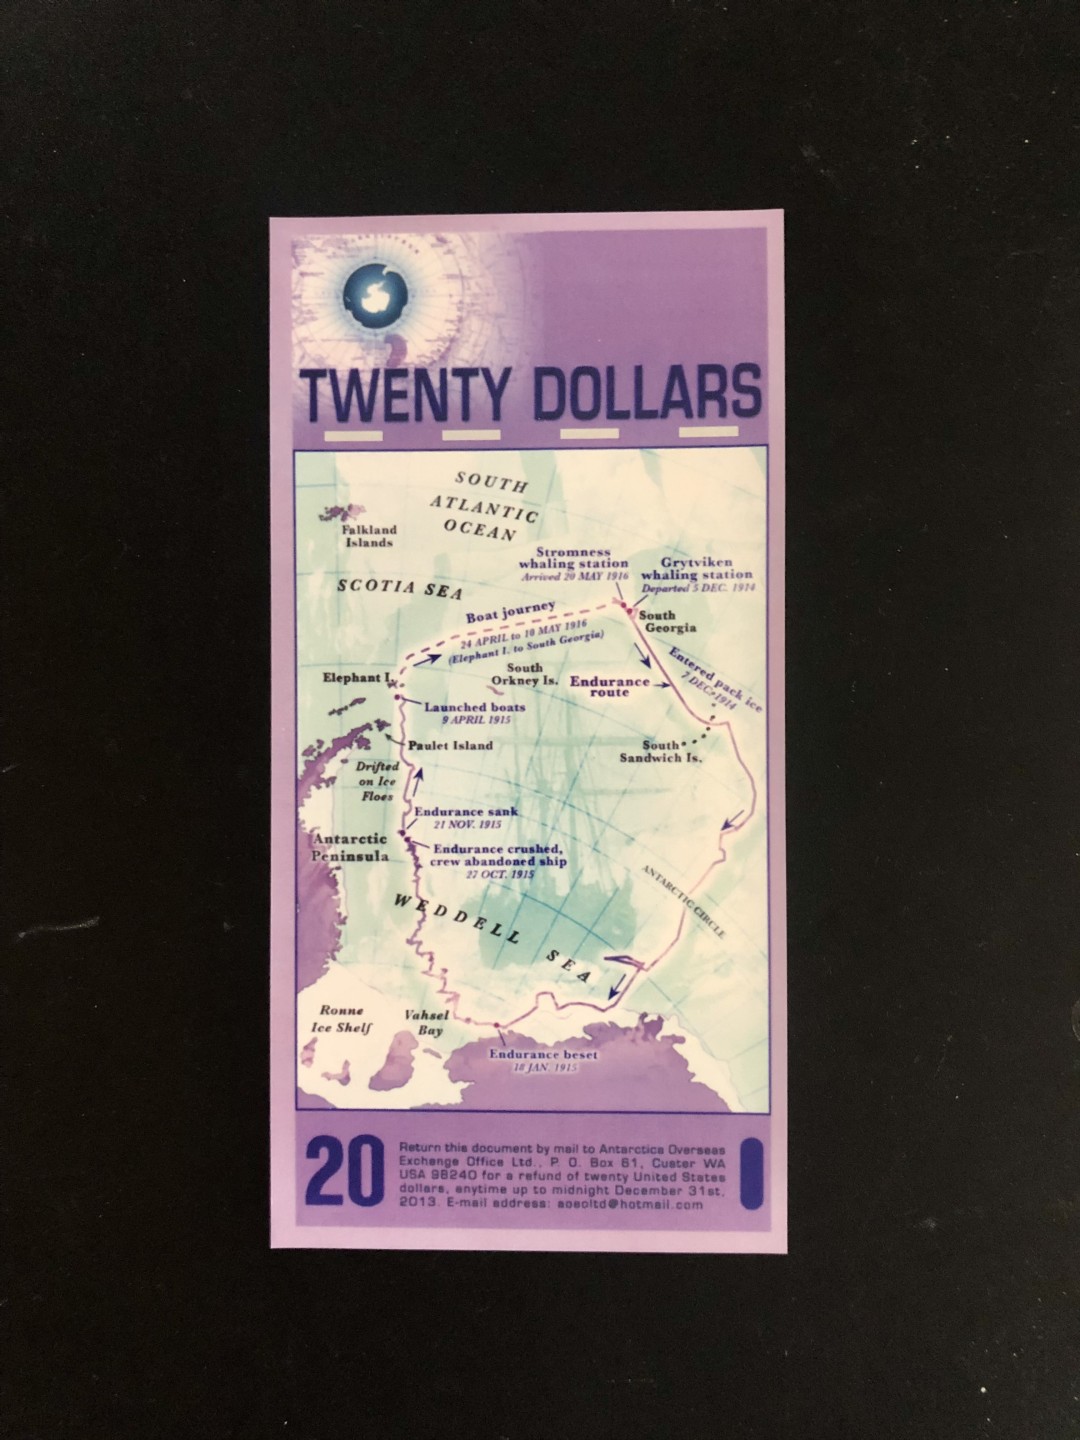 TWENTY DOLLARS
SOUTH
ATLANTIC
OCEAN
Falkland
Islands
SCOTIA SEA
Stromness
whaling station
Arrived 20 MAY 1916
Grytviken
whaling station
Departed 5 DEC. 1914
Boat journey
24 APRIL to 10 MAY 1916
(Elephant I. to South Georgia)
South
Georgia
Elephant I.
South
Orkney Is.
Endurance
route
Entered pack ice
7 DEC. 1914
Launched boats
9 APRIL 1915
Paulet Island
South
Sandwich Is.
Drifted
on Ice
Floes
Endurance sank
21 NOV. 1915
Antarctic
Peninsula
Endurance crushed,
crew abandoned ship
27 OCT. 1915
ANTARCTIC CIRCLE
WEDDELL SEA
Ronne
Ice Shelf
Vahsel
Bay
Endurance beset
18 JAN. 1915
20
Return this document by mail to Antarctica Overseas
Exchange Office Ltd., P. O. Box 61, Custer WA
USA 98240 for a refund of twenty United States
dollars, anytime up to midnight December 31st,
2013. E-mail address: aoeoltd@hotmail.com